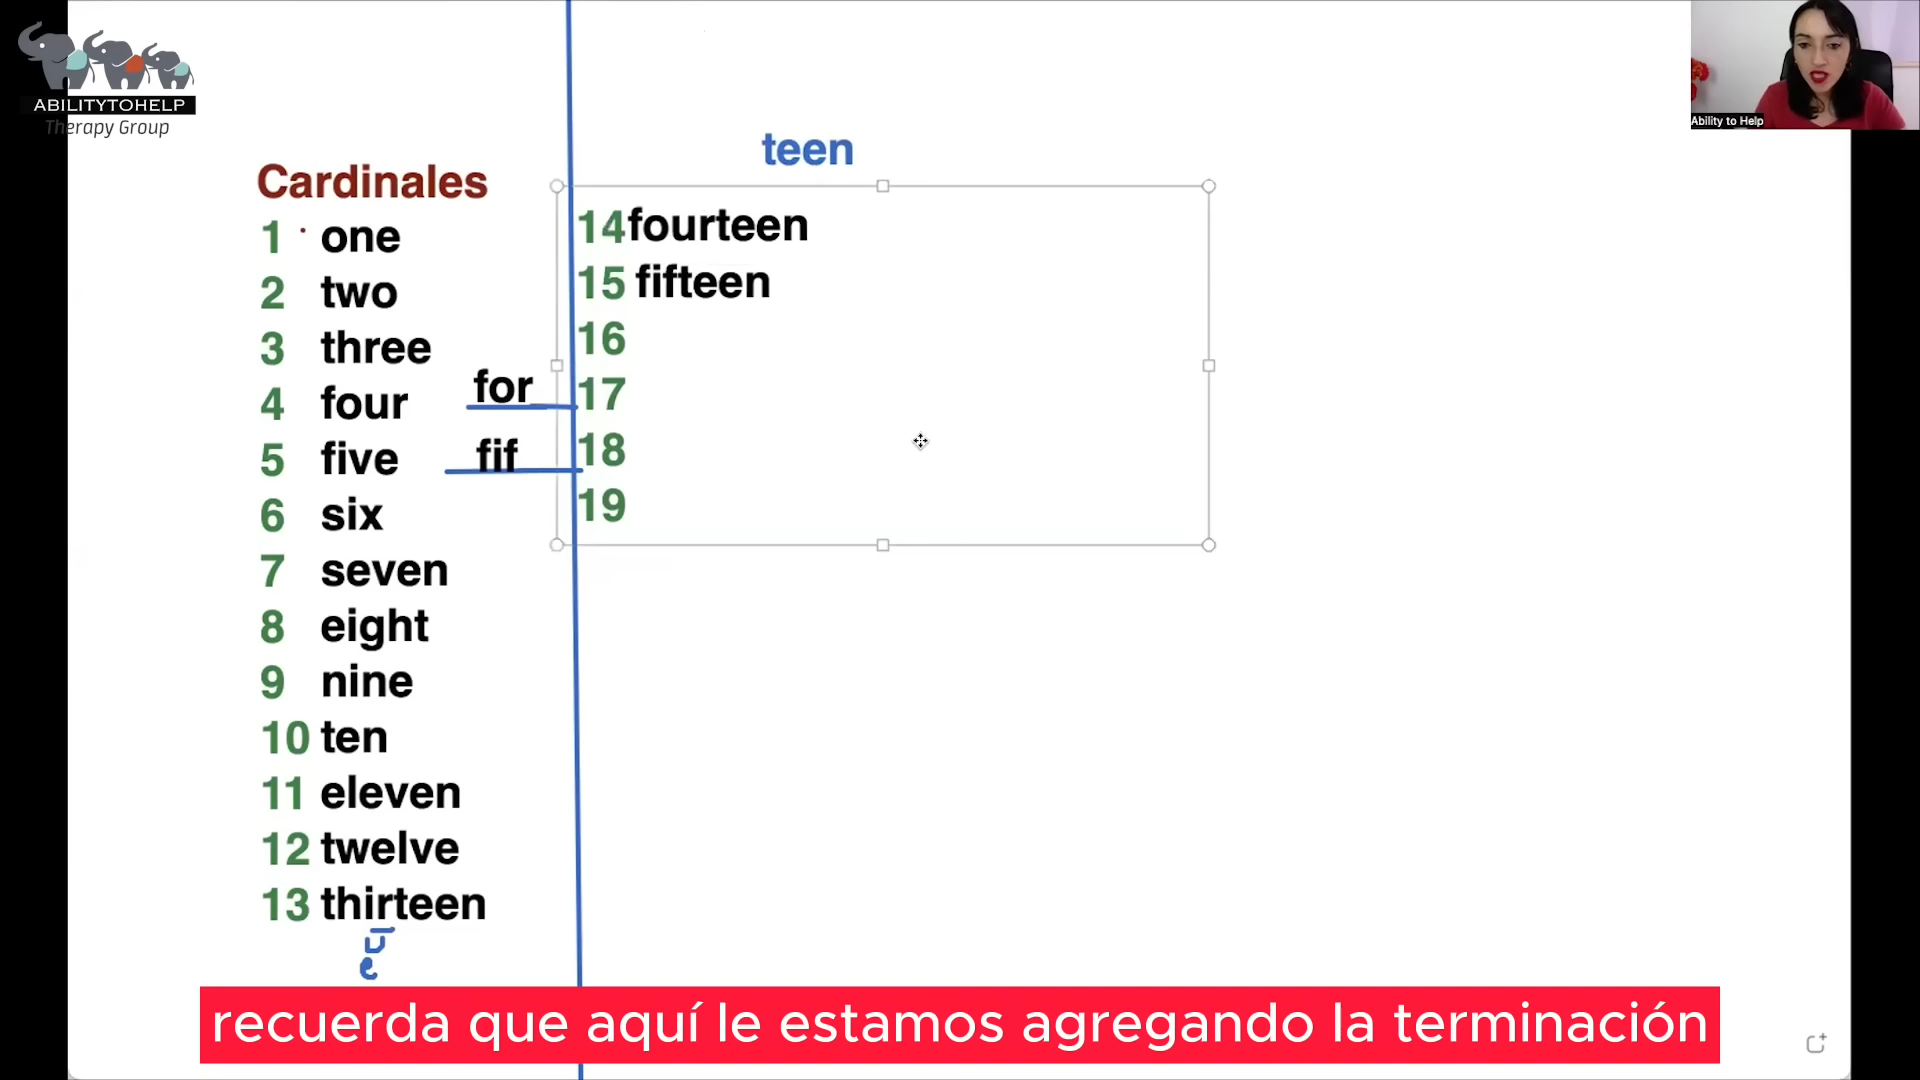 ABILITYTOHELP
Therapy Group
Ability to Help
teen
Cardinales
1 one
2 two
3 three
4 four for
5 five fif
6 six
7 seven
8 eight
9 nine
10 ten
11 eleven
12 twelve
13 thirteen
u
e
14 fourteen
15 fifteen
16
17
18
19
recuerda que aquí le estamos agregando la terminación